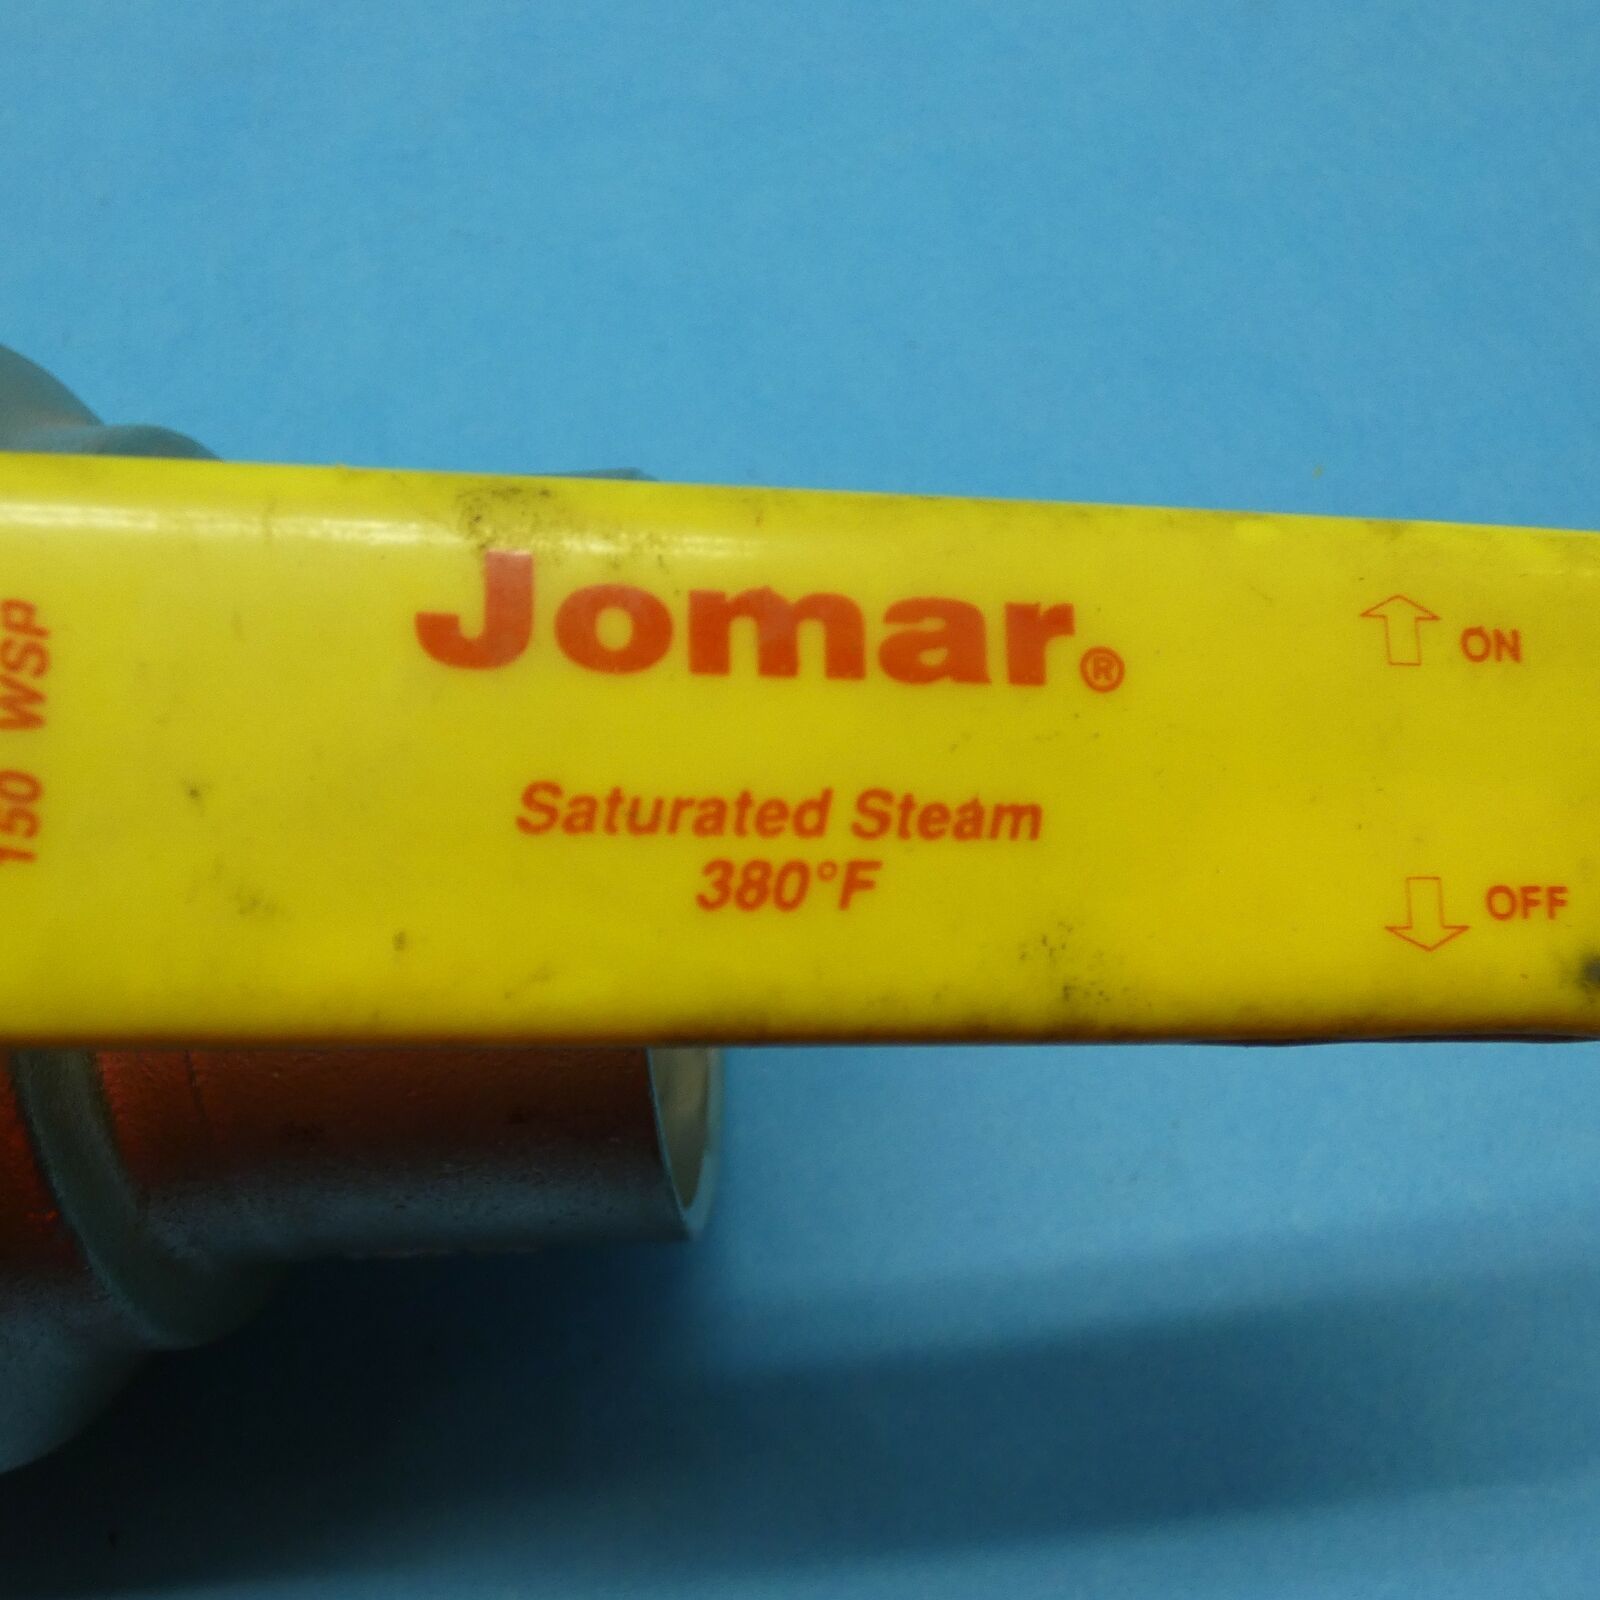 150 WSP
Jomar®
Saturated Steam
380°F
ON
OFF